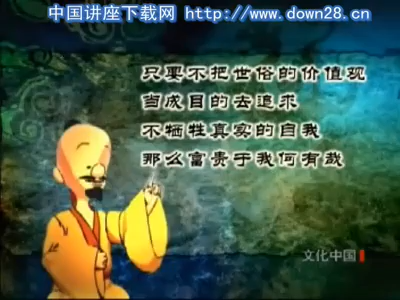 中国讲座下载网 http://www.down28.cn
只要不把世俗的价值观
当成目的去追求
不牺牲真实的自我
那么富贵于我何有哉
文化中国